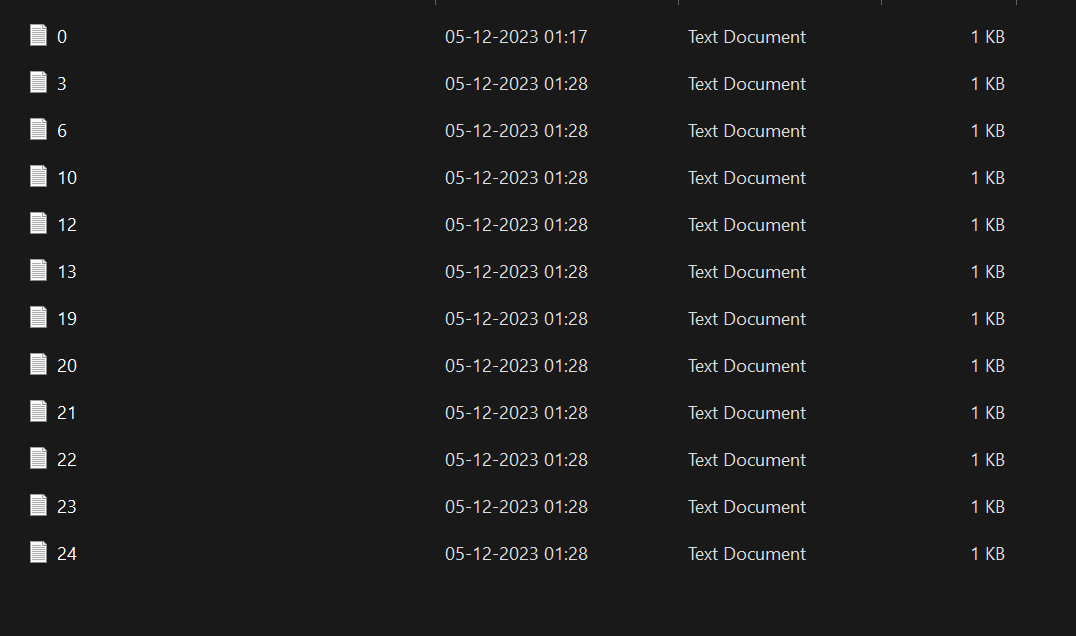 0 05-12-2023 01:17 Text Document 1 KB
3 05-12-2023 01:28 Text Document 1 KB
6 05-12-2023 01:28 Text Document 1 KB
10 05-12-2023 01:28 Text Document 1 KB
12 05-12-2023 01:28 Text Document 1 KB
13 05-12-2023 01:28 Text Document 1 KB
19 05-12-2023 01:28 Text Document 1 KB
20 05-12-2023 01:28 Text Document 1 KB
21 05-12-2023 01:28 Text Document 1 KB
22 05-12-2023 01:28 Text Document 1 KB
23 05-12-2023 01:28 Text Document 1 KB
24 05-12-2023 01:28 Text Document 1 KB